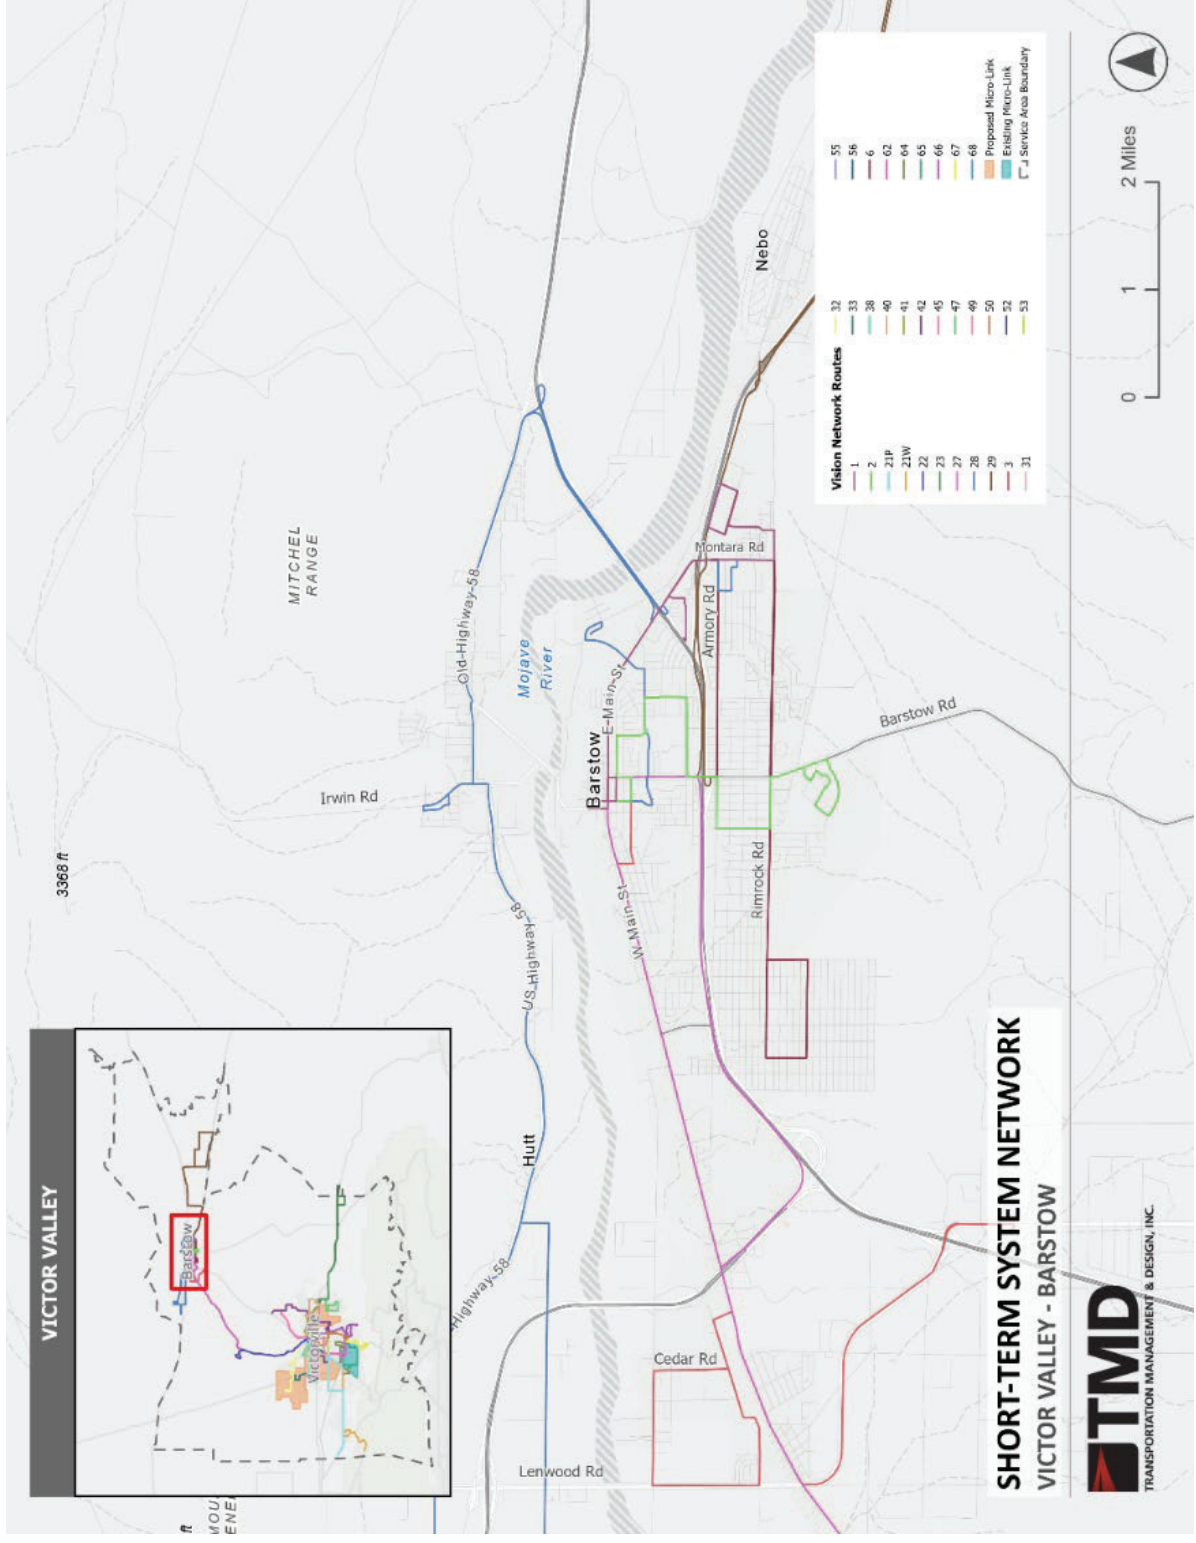 VICTOR VALLEY
Barstow
Victorville
3368 ft
MITCHEL
RANGE
Irwin Rd
Old-Highway-58
Mojave
River
US-Highway-58
Hutt
Highway-58
Lenwood Rd
Cedar Rd
Barstow
E-Main-St
W-Main-St
Montara Rd
Armory Rd
Rimrock Rd
Barstow Rd
Nebo
ft
MOU
ENE
Vision Network Routes
1
2
21P
21W
22
23
27
28
29
3
31
32
33
38
40
41
42
45
47
49
50
52
53
55
56
6
62
64
65
66
67
68
Proposed Micro-Link
Existing Micro-Link
Service Area Boundary
0 1 2 Miles
SHORT-TERM SYSTEM NETWORK
VICTOR VALLEY - BARSTOW
TMD
TRANSPORTATION MANAGEMENT & DESIGN, INC.